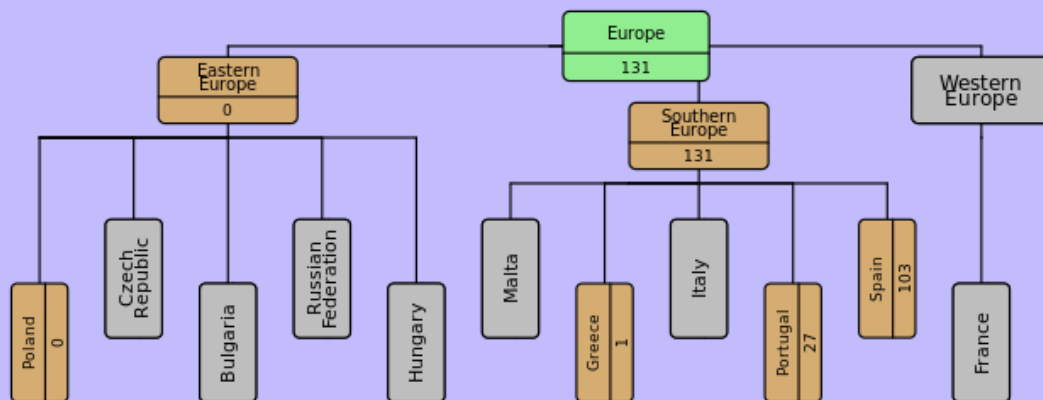 Europe
131
Eastern
Europe
0
Western
Europe
Southern
Europe
131
Poland
0
Czech
Republic
Bulgaria
Russian
Federation
Hungary
Malta
Greece
1
Italy
Portugal
27
Spain
103
France